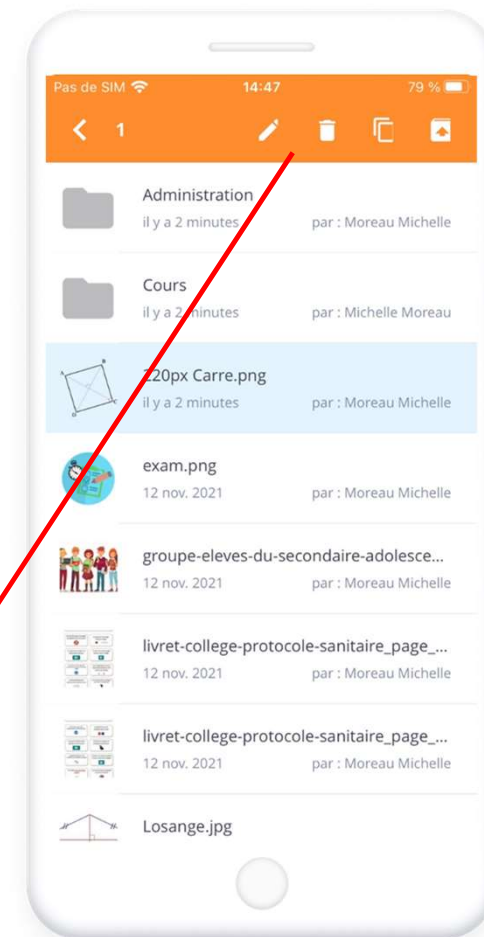 Pas de SIM 14:47 79 %
1
Administration
il y a 2 minutes par : Moreau Michelle
Cours
il y a 2 minutes par : Michelle Moreau
220px Carre.png
il y a 2 minutes par : Moreau Michelle
exam.png
12 nov. 2021 par : Moreau Michelle
groupe-eleves-du-secondaire-adolesce...
12 nov. 2021 par : Moreau Michelle
livret-college-protocole-sanitaire_page_...
12 nov. 2021 par : Moreau Michelle
livret-college-protocole-sanitaire_page_...
12 nov. 2021 par : Moreau Michelle
Losange.jpg